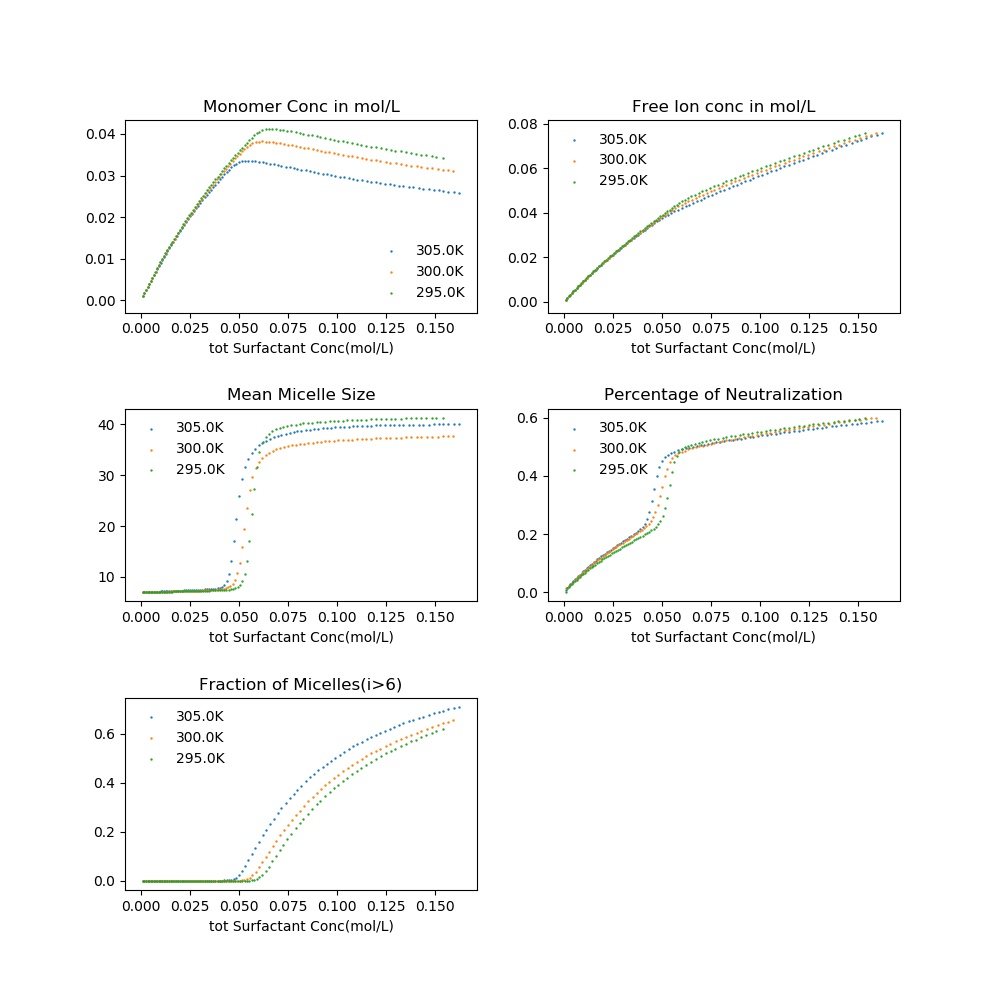 Monomer Conc in mol/L
0.04
0.03
0.02
0.01
0.00
305.0K
300.0K
295.0K
0.000 0.025 0.050 0.075 0.100 0.125 0.150
tot Surfactant Conc(mol/L)
Free Ion conc in mol/L
0.08
0.06
0.04
0.02
0.00
305.0K
300.0K
295.0K
0.000 0.025 0.050 0.075 0.100 0.125 0.150
tot Surfactant Conc(mol/L)
Mean Micelle Size
40
30
20
10
305.0K
300.0K
295.0K
0.000 0.025 0.050 0.075 0.100 0.125 0.150
tot Surfactant Conc(mol/L)
Percentage of Neutralization
0.6
0.4
0.2
0.0
305.0K
300.0K
295.0K
0.000 0.025 0.050 0.075 0.100 0.125 0.150
tot Surfactant Conc(mol/L)
Fraction of Micelles(i>6)
0.6
0.4
0.2
0.0
305.0K
300.0K
295.0K
0.000 0.025 0.050 0.075 0.100 0.125 0.150
tot Surfactant Conc(mol/L)